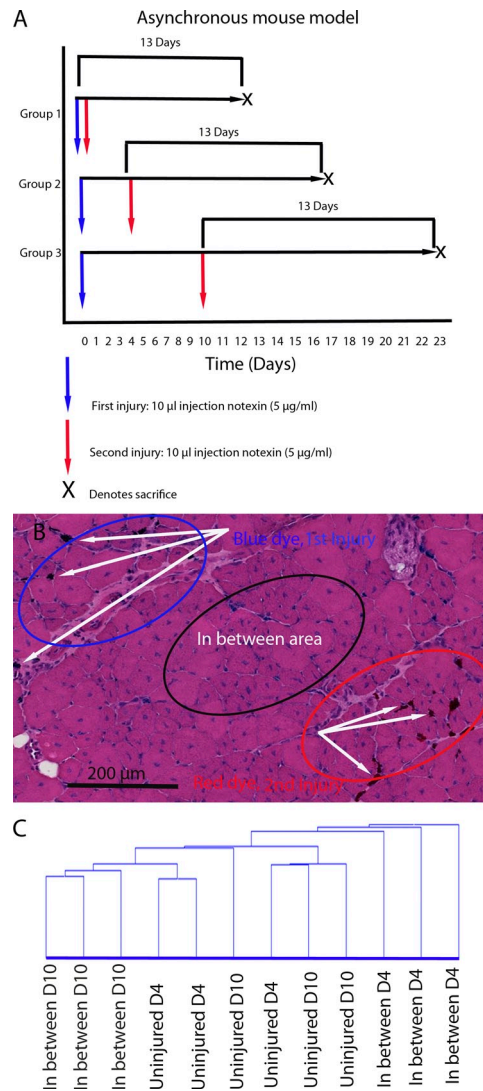 A
Asynchronous mouse model
13 Days
Group 1
X
13 Days
Group 2
X
13 Days
Group 3
X
0 1 2 3 4 5 6 7 8 9 10 11 12 13 14 15 16 17 18 19 20 21 22 23
Time (Days)
First injury: 10 µl injection notexin (5 µg/ml)
Second injury: 10 µl injection notexin (5 µg/ml)
X Denotes sacrifice
B
Blue dye, 1st Injury
In between area
Red dye, 2nd Injury
200 µm
C
In between D10
In between D10
In between D10
Uninjured D4
Uninjured D4
Uninjured D10
Uninjured D4
Uninjured D10
Uninjured D10
In between D4
In between D4
In between D4